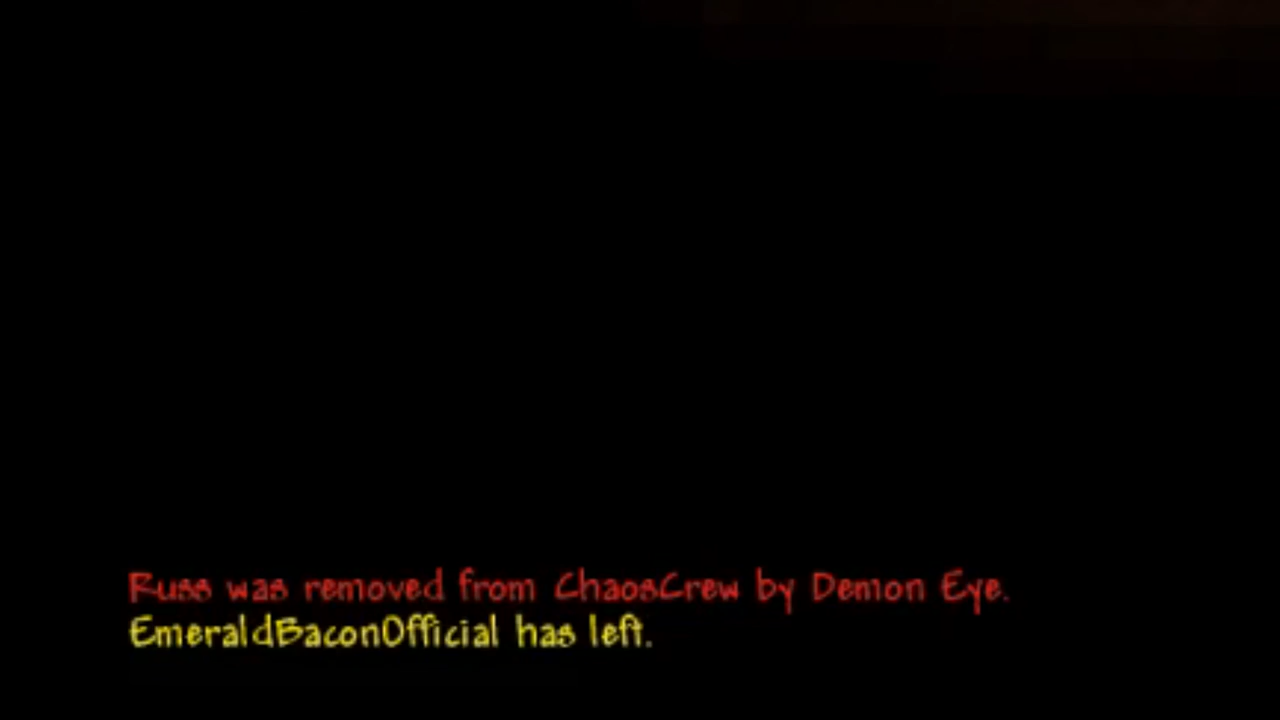 Russ was removed from ChaosCrew by Demon Eye.
EmeraldBaconOfficial has left.